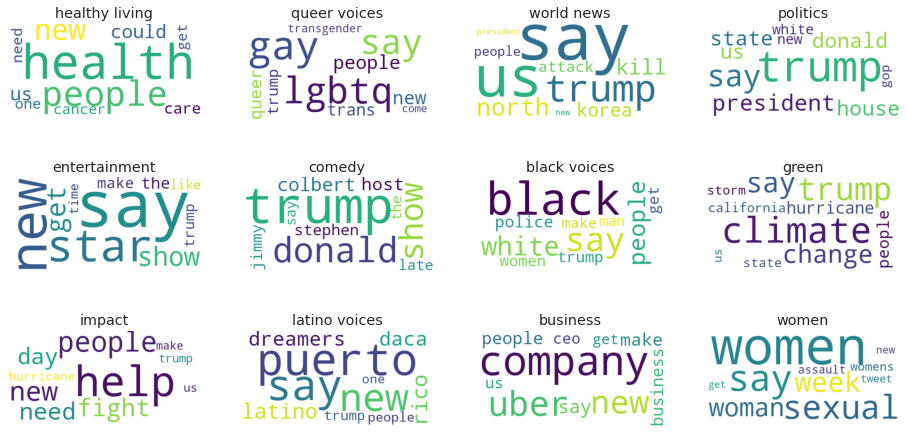 healthy living
need
new
could
get
health
us
people
one
cancer
care
queer voices
transgender
gay
say
people
queer
trump
lgbtq
new
trans
come
world news
president
say
people
us
attack
kill
trump
north
new
korea
politics
white
state
new
donald
us
say
trump
gop
president
house
entertainment
make
the
like
new
get
time
say
trump
star
show
comedy
colbert
host
trump
say
the
show
stephen
jimmy
donald
late
black voices
black
people
get
police
make
man
white
say
women
trump
green
storm
say
trump
california
hurricane
climate
people
us
change
state
impact
people
make
day
trump
hurricane
help
us
new
need
fight
latino voices
dreamers
daca
puerto
say
one
new
rico
latino
trump
people
business
people
ceo
get
make
company
us
business
uber
say
new
women
women
new
assault
womens
get
say
week
tweet
woman
sexual